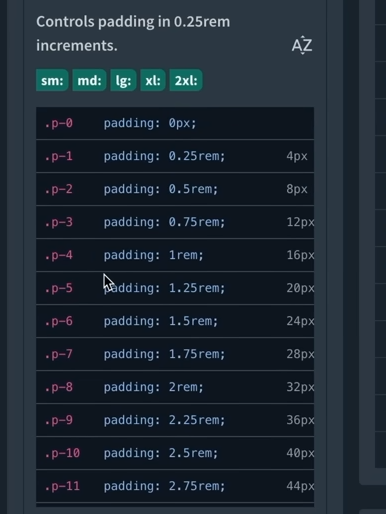 Controls padding in 0.25rem
increments.
AZ
sm: md: lg: xl: 2xl:
.p-0 padding: 0px;
.p-1 padding: 0.25rem; 4px
.p-2 padding: 0.5rem; 8px
.p-3 padding: 0.75rem; 12px
.p-4 padding: 1rem; 16px
.p-5 padding: 1.25rem; 20px
.p-6 padding: 1.5rem; 24px
.p-7 padding: 1.75rem; 28px
.p-8 padding: 2rem; 32px
.p-9 padding: 2.25rem; 36px
.p-10 padding: 2.5rem; 40px
.p-11 padding: 2.75rem; 44px